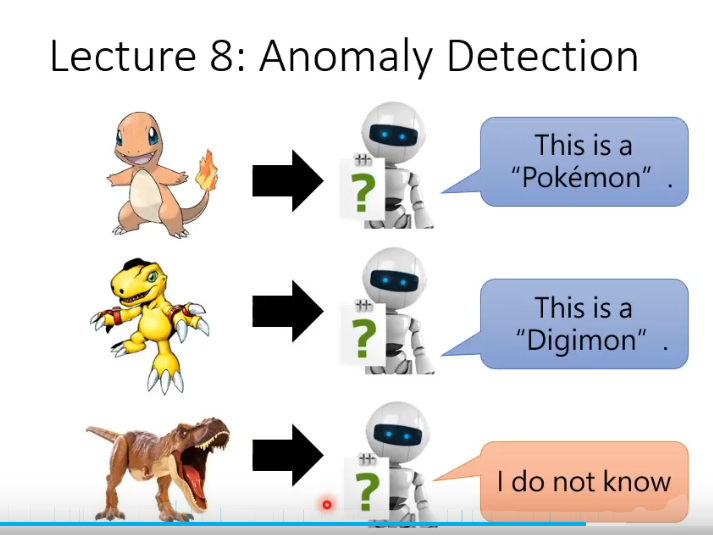 Lecture 8: Anomaly Detection
?
This is a
“Pokémon” .
?
This is a
“Digimon” .
?
I do not know